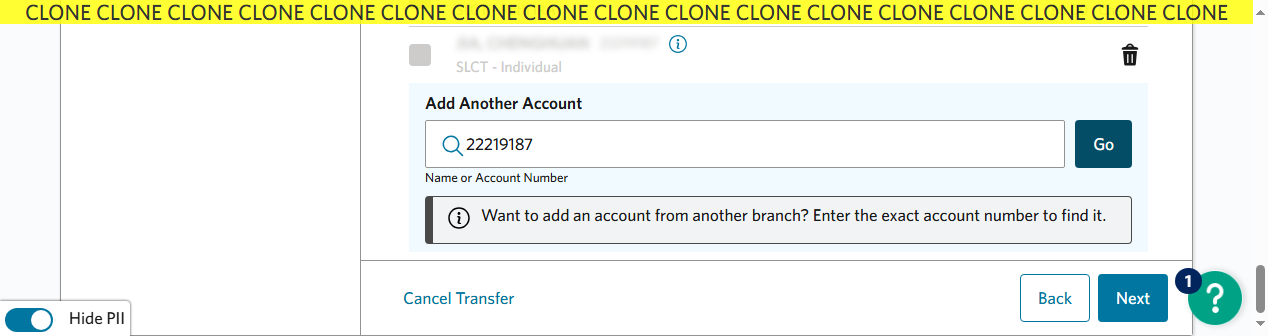 CLONE CLONE CLONE CLONE CLONE CLONE CLONE CLONE CLONE CLONE CLONE CLONE CLONE CLONE CLONE CLONE CLONE
SLCT - Individual
Add Another Account
22219187
Go
Name or Account Number
Want to add an account from another branch? Enter the exact account number to find it.
Cancel Transfer
Back
Next
1
?
Hide PII